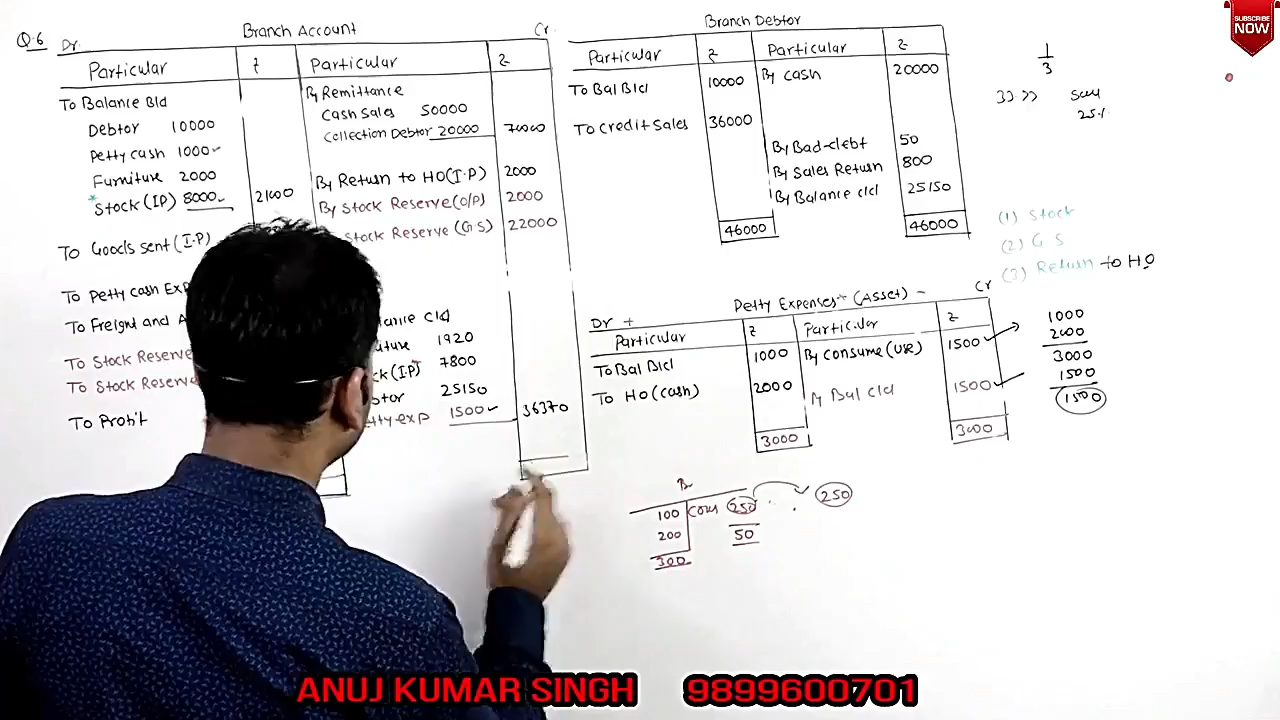 Q.6
Dr. Branch Account Cr.
Particular ₹ Particular ₹
To Balance B/d
Debtor 10000
Petty cash 1000
Furniture 2000
*Stock (IP) 8000 21000
To Goods sent (I.P)
To Petty cash Exp
To Freight and
To Stock Reserve
To Stock Reserve
To Profit
By Remittance
Cash Sales 50000
Collection Debtor 20000 70000
By Return to HO (I.P) 2000
By Stock Reserve (O/P) 2000
Stock Reserve (G.S) 22000
lance c/d
iture 1920
ck (IP) 7800
tor 25150
etty exp 1500 36370
Branch Debtor
Particular ₹ Particular ₹
To Bal B/d 10000 By cash 20000
To Credit Sales 36000
By Bad-debt 50
By Sales Return 800
By Balance c/d 25150
46000 46000
Petty Expenses (Asset) -
Dr + Cr
Particular ₹ Particular ₹
To Bal B/d 1000 By Consume (U/R) 1500
To HO (cash) 2000 By Bal c/d 1500
3000 3000
100 Cons 250 250
200 50
300
1
3
25%
(1) Stock
(2) G S
(3) Return to HO
1000
2000
3000
1500
1500
SUBSCRIBE
NOW
ANUJ KUMAR SINGH 9899600701